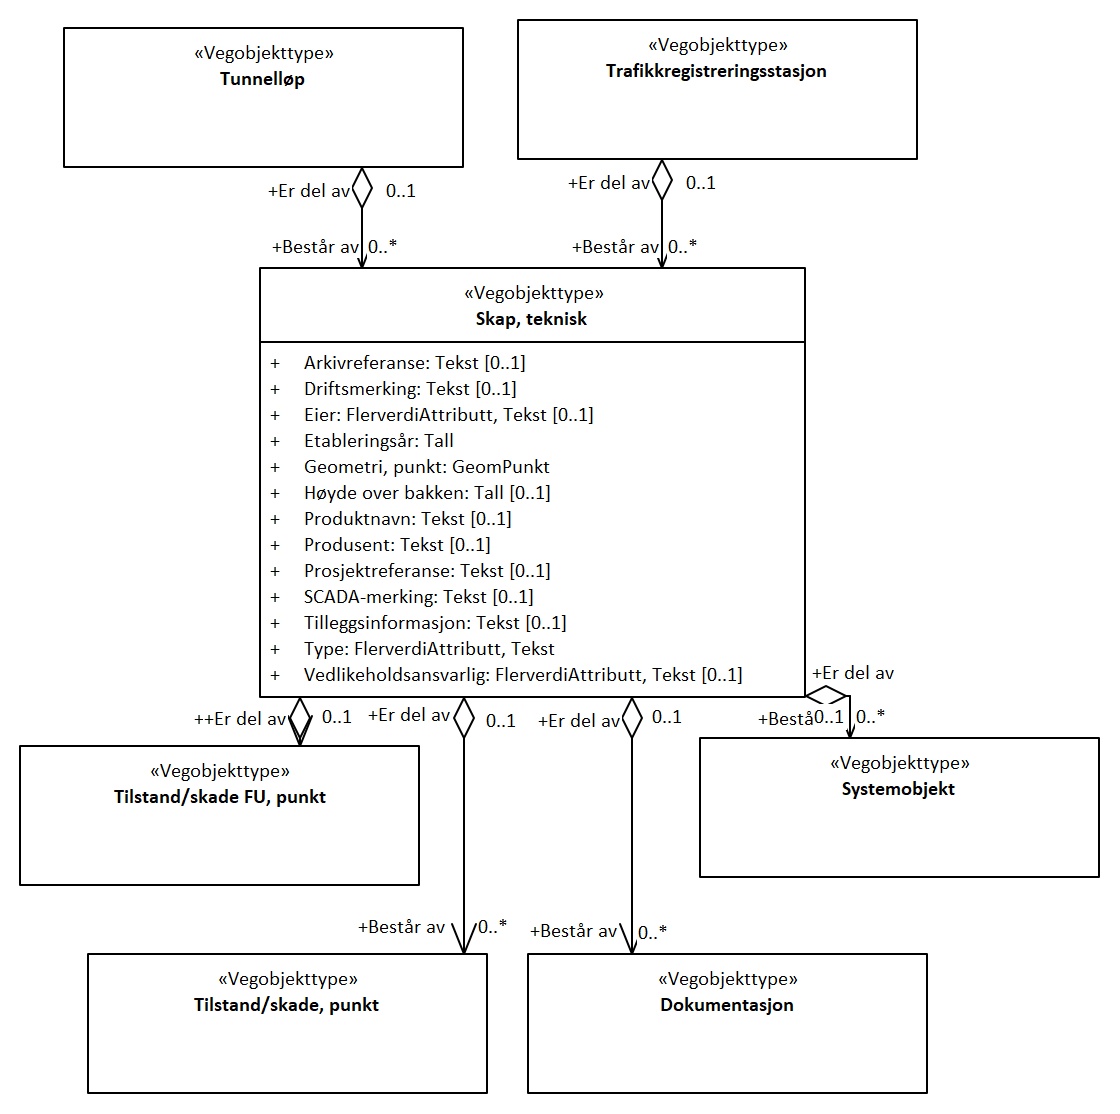 «Vegobjekttype»
Tunnelløp
«Vegobjekttype»
Trafikkregistreringsstasjon
+Er del av 0..1
+Er del av 0..1
+Består av 0..*
+Består av 0..*
«Vegobjekttype»
Skap, teknisk
+ Arkivreferanse: Tekst [0..1]
+ Driftsmerking: Tekst [0..1]
+ Eier: FlerverdiAttributt, Tekst [0..1]
+ Etableringsår: Tall
+ Geometri, punkt: GeomPunkt
+ Høyde over bakken: Tall [0..1]
+ Produktnavn: Tekst [0..1]
+ Produsent: Tekst [0..1]
+ Prosjektreferanse: Tekst [0..1]
+ SCADA-merking: Tekst [0..1]
+ Tilleggsinformasjon: Tekst [0..1]
+ Type: FlerverdiAttributt, Tekst
+ Vedlikeholdsansvarlig: FlerverdiAttributt, Tekst [0..1]
+Er del av
++Er del av 0..1
+Er del av 0..1
+Er del av 0..1
+Bestå 0..1 0..*
«Vegobjekttype»
Tilstand/skade FU, punkt
«Vegobjekttype»
Systemobjekt
+Består av 0..*
+Består av 0..*
«Vegobjekttype»
Tilstand/skade, punkt
«Vegobjekttype»
Dokumentasjon